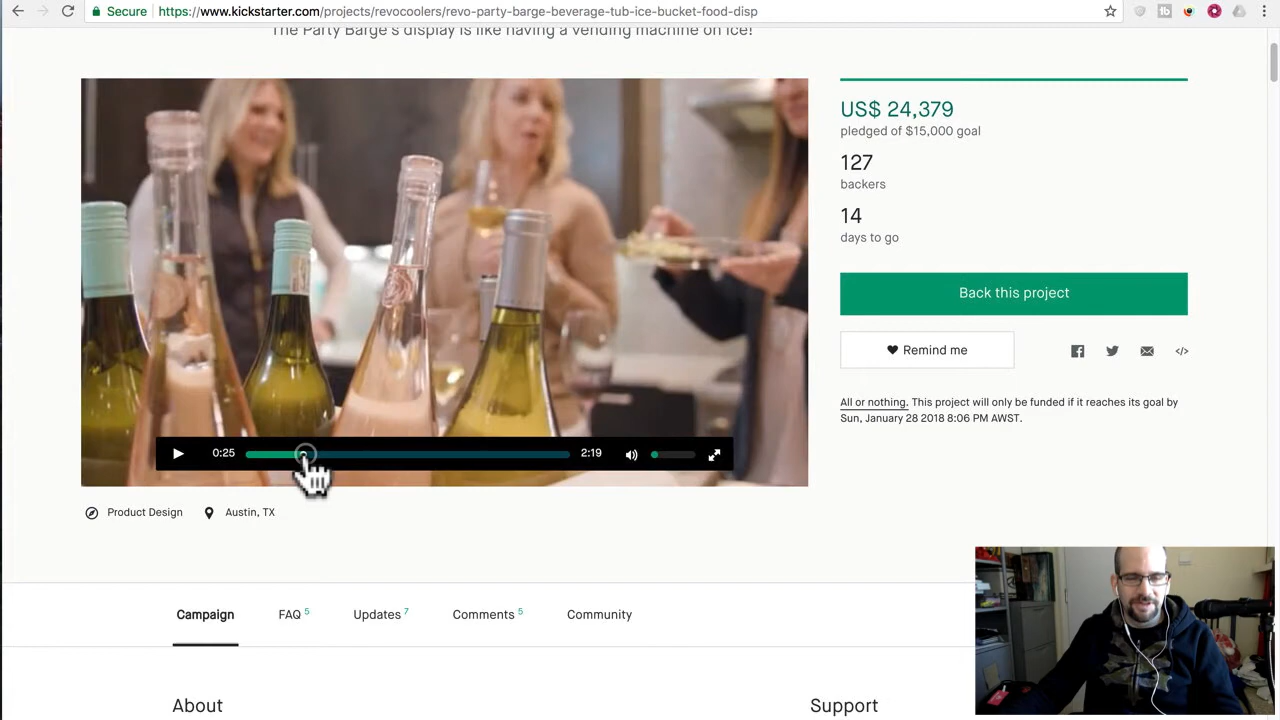 Secure https://www.kickstarter.com/projects/revocoolers/revo-party-barge-beverage-tub-ice-bucket-food-disp
The Party Barge's display is like having a vending machine on ice!
US$ 24,379
pledged of $15,000 goal
127
backers
14
days to go
Back this project
Remind me
All or nothing. This project will only be funded if it reaches its goal by
Sun, January 28 2018 8:06 PM AWST.
0:25
2:19
Product Design
Austin, TX
Campaign
FAQ 5
Updates 7
Comments 5
Community
About
Support